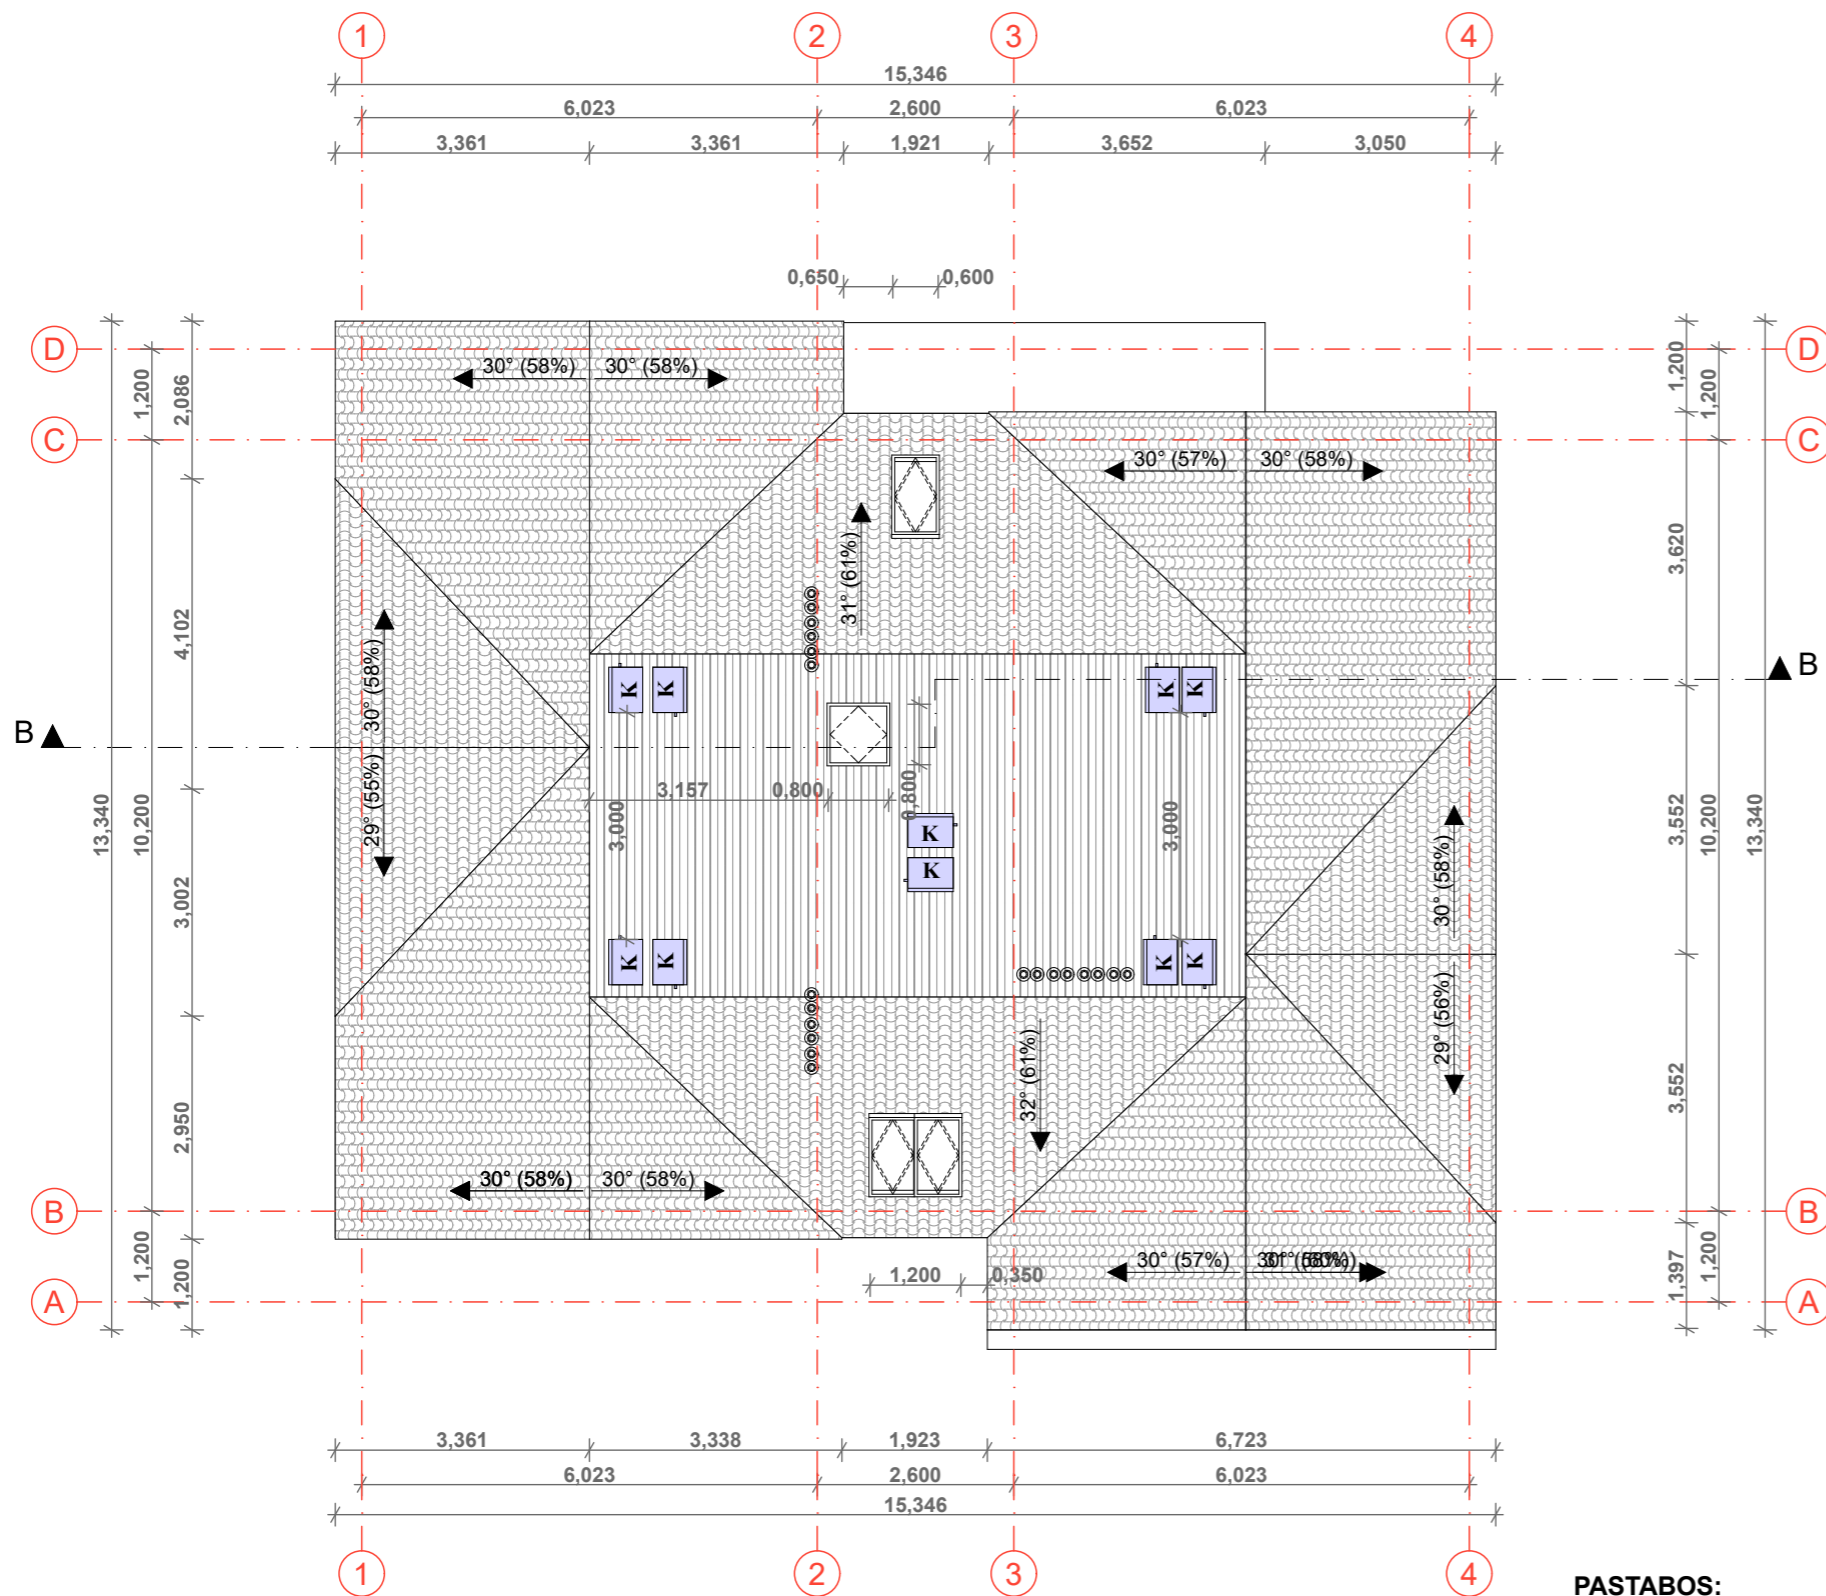 1 2 3 4
15,346
6,023 2,600 6,023
3,361 3,361 1,921 3,652 3,050
0,650 0,600
D D
30° (58%) 30° (58%)
1,200 2,086 1,200 1,200
C C
30° (57%) 30° (58%)
31° (61%)
3,620
4,102
30° (58%)
29° (55%)
B B
K K K K
3,157 0,800 0,800
3,000 3,000
K
K
13,340 10,200 3,552 10,200 13,340
30° (58%)
3,002
K K K K
29° (56%)
32° (61%)
3,552
2,950
30° (58%) 30° (58%)
B B
30° (57%)
1,200 1,200 1,200 0,350 1,397 1,200
A A
3,361 3,338 1,923 6,723
6,023 2,600 6,023
15,346
1 2 3 4
PASTABOS: